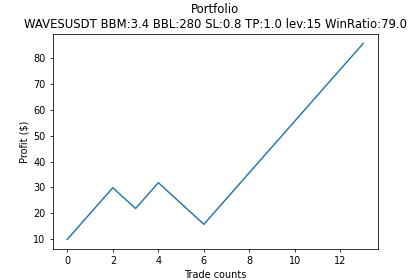 Portfolio
WAVESUSDT BBM:3.4 BBL:280 SL:0.8 TP:1.0 lev:15 WinRatio:79.0
Profit ($)
80
70
60
50
40
30
20
10
0 2 4 6 8 10 12
Trade counts